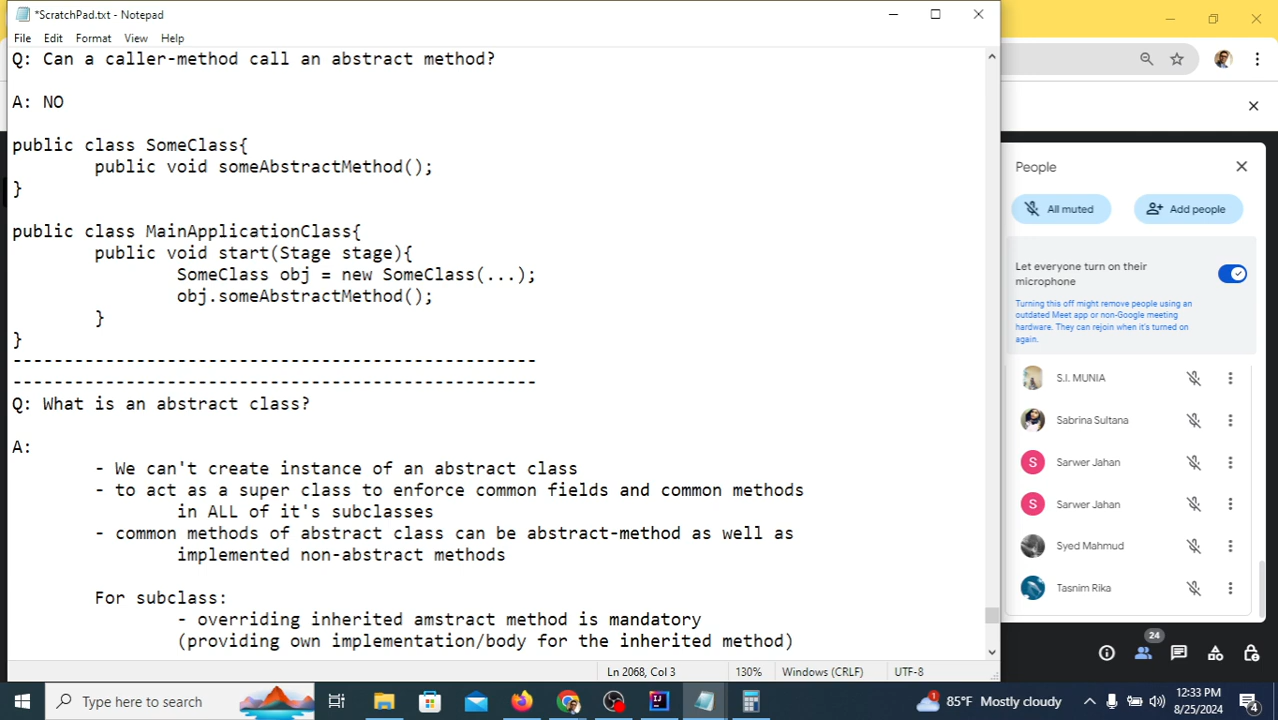 *ScratchPad.txt - Notepad
File Edit Format View Help
Q: Can a caller-method call an abstract method?
A: NO
public class SomeClass{
public void someAbstractMethod();
}
public class MainApplicationClass{
public void start(Stage stage){
SomeClass obj = new SomeClass(...);
obj.someAbstractMethod();
}
}
---------------------------------------------------
---------------------------------------------------
Q: What is an abstract class?
A:
- We can't create instance of an abstract class
- to act as a super class to enforce common fields and common methods
in ALL of it's subclasses
- common methods of abstract class can be abstract-method as well as
implemented non-abstract methods
For subclass:
- overriding inherited amstract method is mandatory
(providing own implementation/body for the inherited method)
Ln 2068, Col 3 130% Windows (CRLF) UTF-8
People
All muted Add people
Let everyone turn on their
microphone
Turning this off might remove people using an
outdated Meet app or non-Google meeting
hardware. They can rejoin when it's turned on
again.
S.I. MUNIA
Sabrina Sultana
S Sarwer Jahan
S Sarwer Jahan
Syed Mahmud
Tasnim Rika
24
Type here to search
1 85°F Mostly cloudy
12:33 PM
8/25/2024
4